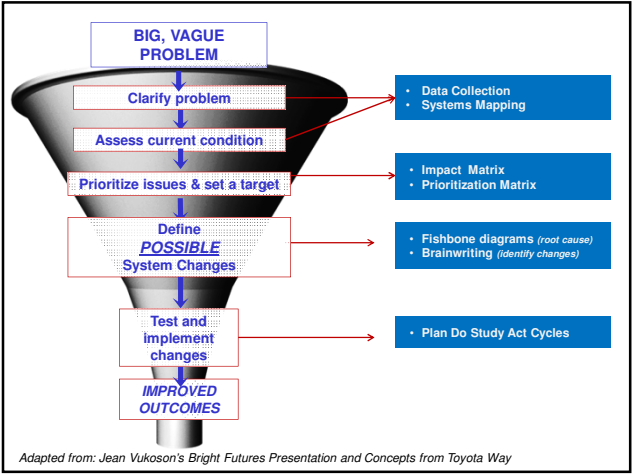 BIG, VAGUE
PROBLEM
Clarify problem
• Data Collection
• Systems Mapping
Assess current condition
Prioritize issues & set a target
• Impact Matrix
• Prioritization Matrix
Define
POSSIBLE
System Changes
• Fishbone diagrams (root cause)
• Brainwriting (identify changes)
Test and
implement
changes
• Plan Do Study Act Cycles
IMPROVED
OUTCOMES
Adapted from: Jean Vukoson's Bright Futures Presentation and Concepts from Toyota Way